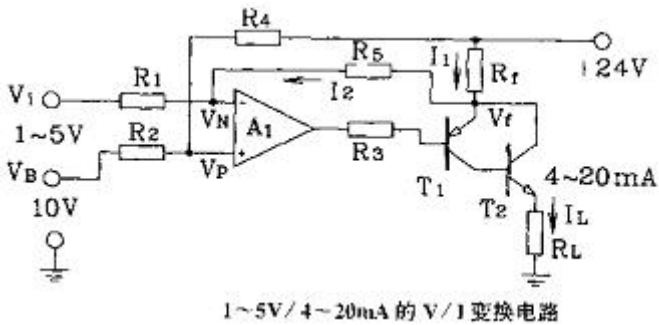 R4
R5
I1
Rf
+24V
I2
Vi
R1
1~5V
VN
-
A1
Vf
R2
R3
VB
VP
+
10V
T1
T2
4~20mA
IL
RL
1~5V/4~20mA 的 V/I 变换电路